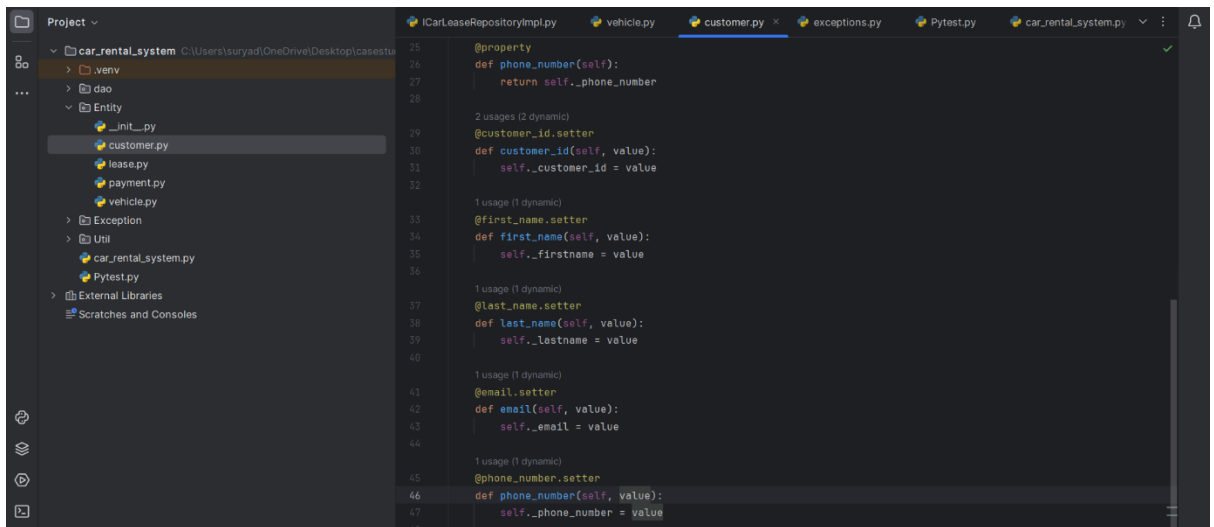 Project
ICarLeaseRepositoryImpl.py
vehicle.py
customer.py
exceptions.py
Pytest.py
car_rental_system.py
car_rental_system C:\Users\suryad\OneDrive\Desktop\casestu
.venv
dao
Entity
__init__.py
customer.py
lease.py
payment.py
vehicle.py
Exception
Util
car_rental_system.py
Pytest.py
External Libraries
Scratches and Consoles
25 @property
26 def phone_number(self):
27 return self._phone_number
28
2 usages (2 dynamic)
29 @customer_id.setter
30 def customer_id(self, value):
31 self._customer_id = value
32
1 usage (1 dynamic)
33 @first_name.setter
34 def first_name(self, value):
35 self._firstname = value
36
1 usage (1 dynamic)
37 @last_name.setter
38 def last_name(self, value):
39 self._lastname = value
40
1 usage (1 dynamic)
41 @email.setter
42 def email(self, value):
43 self._email = value
44
1 usage (1 dynamic)
45 @phone_number.setter
46 def phone_number(self, value):
47 self._phone_number = value